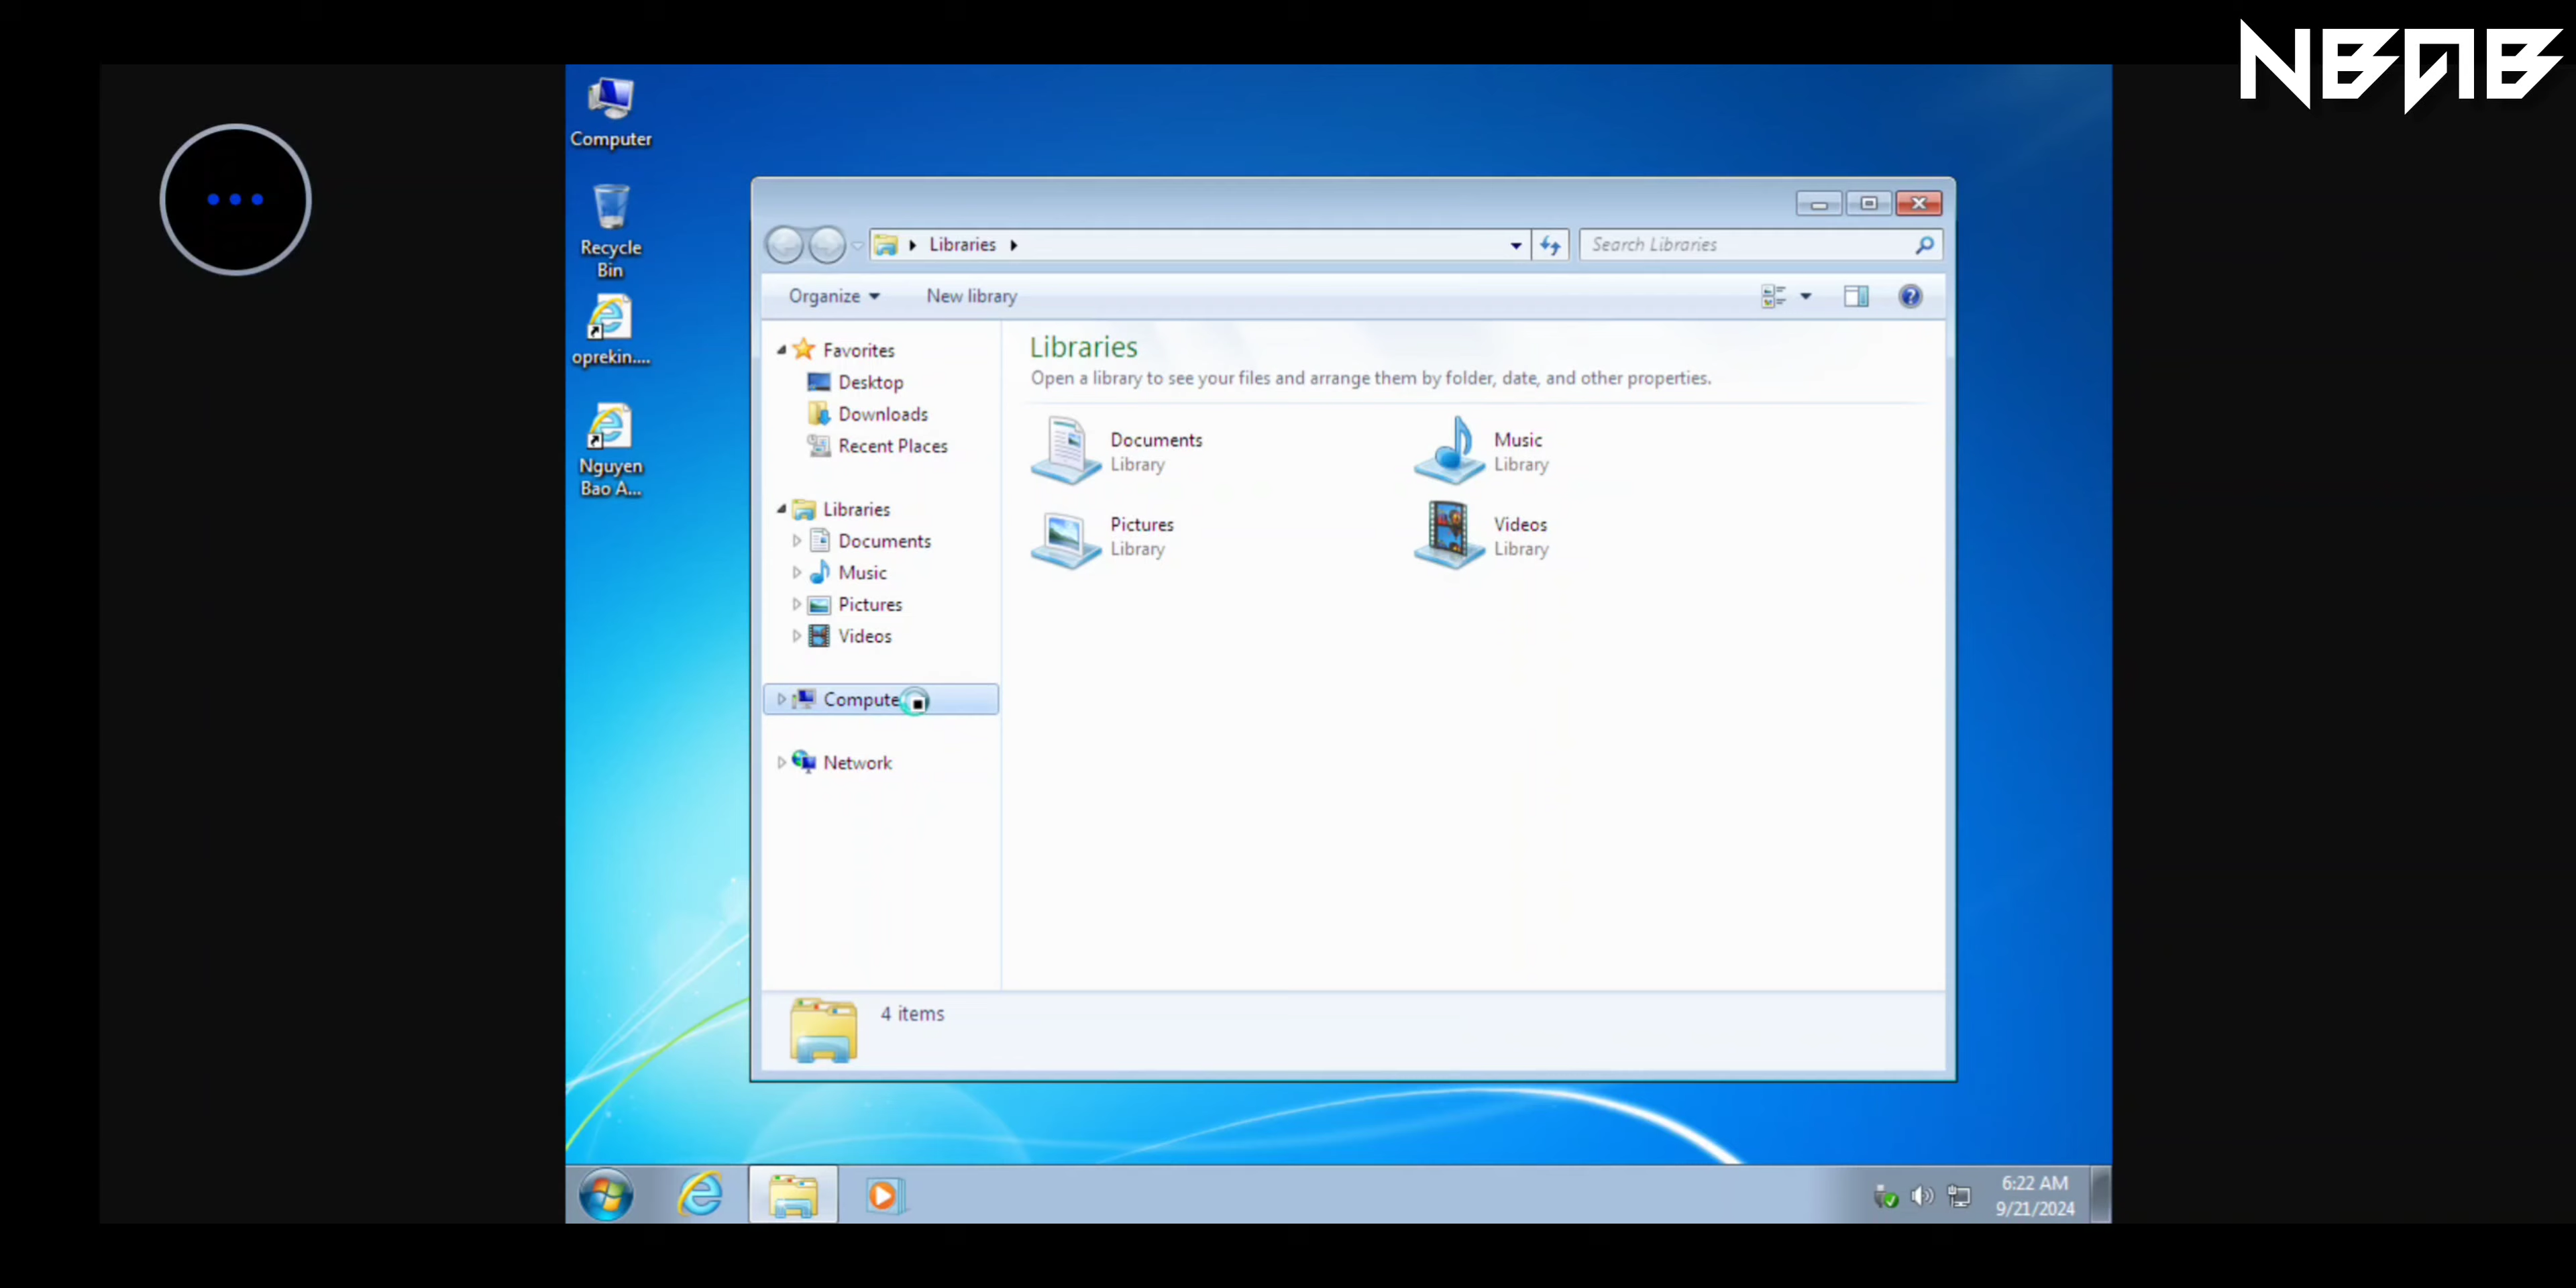 NBAB
Computer
Recycle
Bin
oprekin....
Nguyen
Bao A...
Libraries
Search Libraries
Organize
New library
Favorites
Desktop
Downloads
Recent Places
Libraries
Documents
Music
Pictures
Videos
Compute
Network
Libraries
Open a library to see your files and arrange them by folder, date, and other properties.
Documents
Library
Music
Library
Pictures
Library
Videos
Library
4 items
6:22 AM
9/21/2024